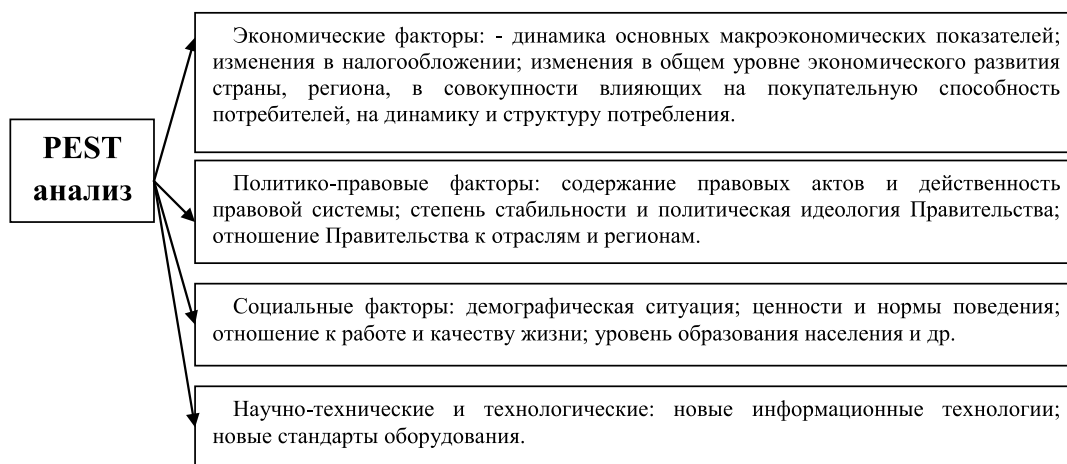 Экономические факторы: - динамика основных макроэкономических показателей;
изменения в налогообложении; изменения в общем уровне экономического развития
страны, региона, в совокупности влияющих на покупательную способность
потребителей, на динамику и структуру потребления.
PEST
анализ
Политико-правовые факторы: содержание правовых актов и действенность
правовой системы; степень стабильности и политическая идеология Правительства;
отношение Правительства к отраслям и регионам.
Социальные факторы: демографическая ситуация; ценности и нормы поведения;
отношение к работе и качеству жизни; уровень образования населения и др.
Научно-технические и технологические: новые информационные технологии;
новые стандарты оборудования.